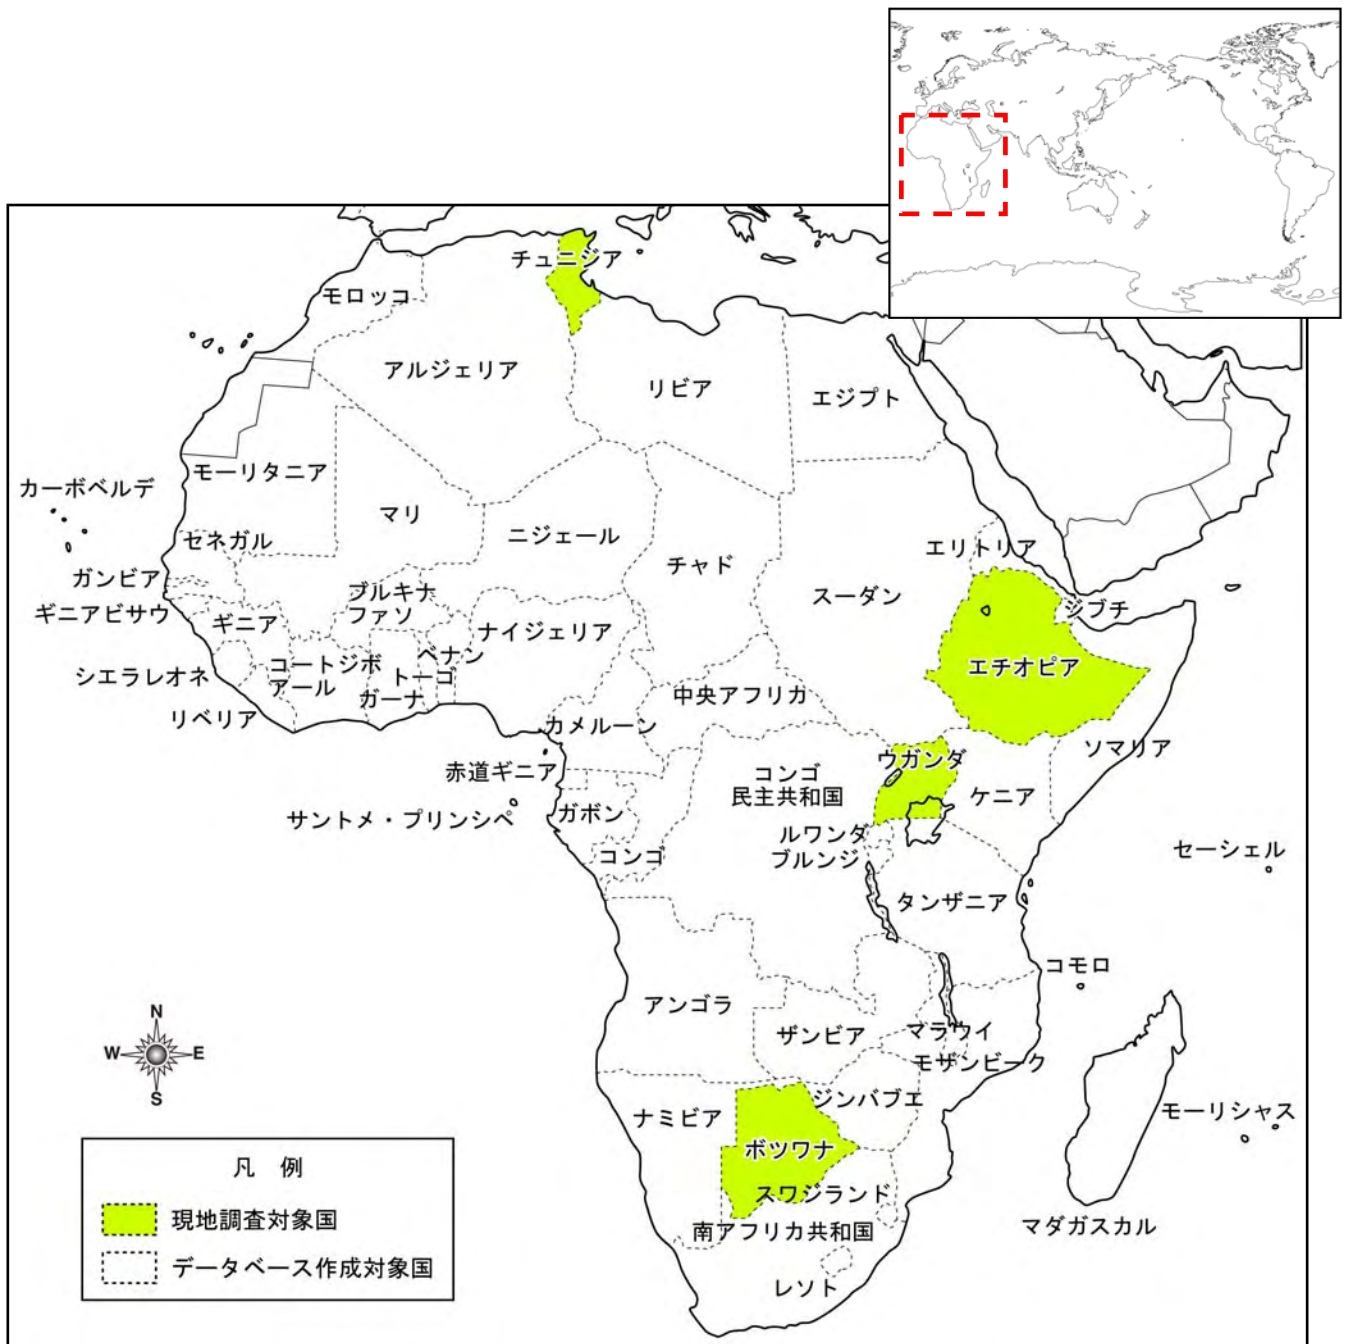 チュニジア
モロッコ
アルジェリア
リビア
エジプト
モーリタニア
カーボベルデ
マリ
ニジェール
セネガル
チャド
エリトリア
ガンビア
ブルキナ
ファソ
スーダン
ジブチ
ギニアビサウ
ギニア
ナイジェリア
ベナン
コートジボ
アール
トーゴ
ガーナ
シエラレオネ
エチオピア
中央アフリカ
リベリア
カメルーン
ソマリア
ウガンダ
赤道ギニア
コンゴ
民主共和国
ケニア
サントメ・プリンシペ
ガボン
ルワンダ
ブルンジ
コンゴ
セーシェル
タンザニア
コモロ
アンゴラ
ザンビア
マラウイ
モザンビーク
N
W
E
S
ナミビア
ジンバブエ
モーリシャス
ボツワナ
スワジランド
南アフリカ共和国
マダガスカル
レソト
凡 例
現地調査対象国
データベース作成対象国